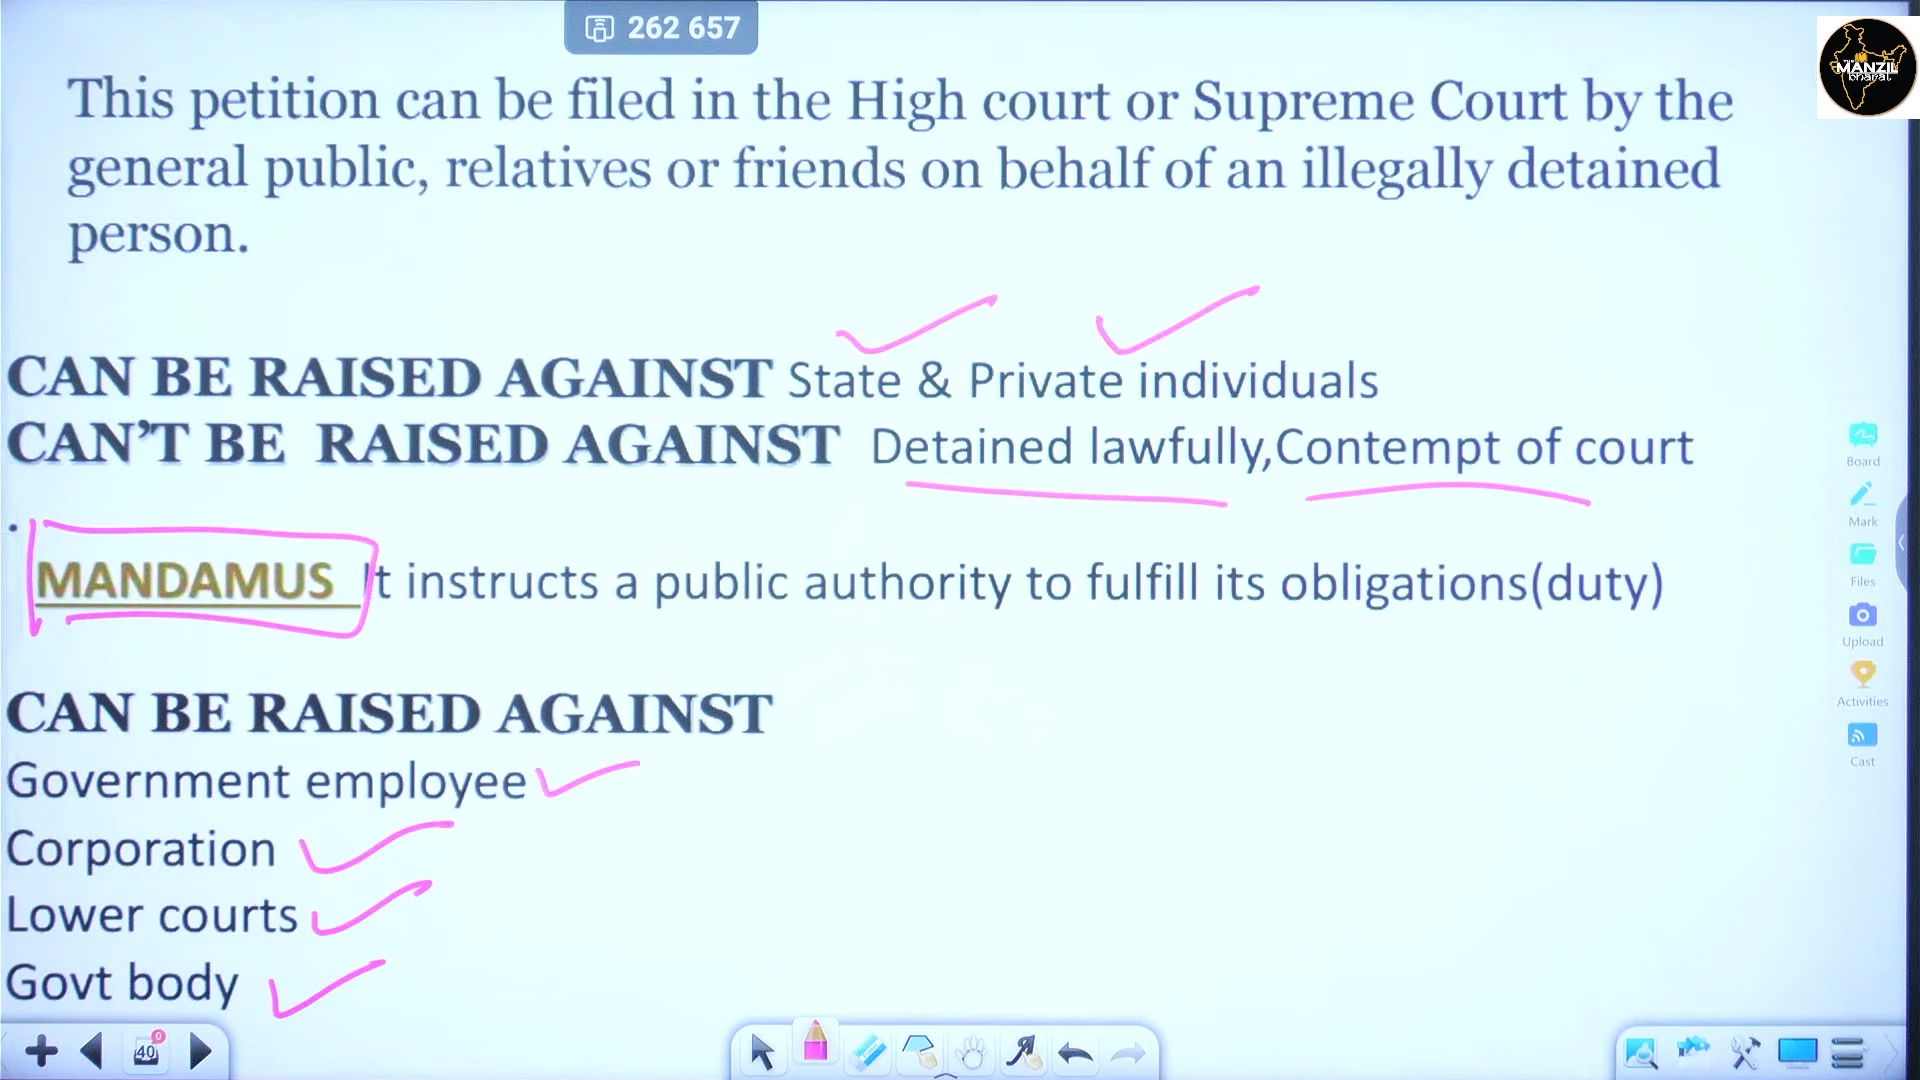 262 657
MANZIL
bharat
This petition can be filed in the High court or Supreme Court by the
general public, relatives or friends on behalf of an illegally detained
person.
CAN BE RAISED AGAINST State & Private individuals
CAN'T BE RAISED AGAINST Detained lawfully,Contempt of court
MANDAMUS It instructs a public authority to fulfill its obligations(duty)
CAN BE RAISED AGAINST
Government employee
Corporation
Lower courts
Govt body
Board
Mark
Files
Upload
Activities
Cast
0
40